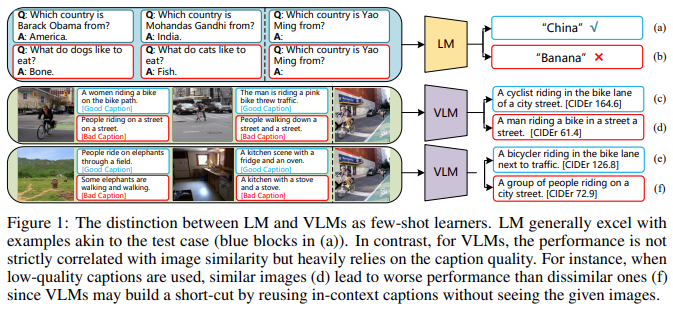 Q: Which country is Barack Obama from?
A: America.
Q: Which country is Mohandas Gandhi from?
A: India.
Q: Which country is Yao Ming from?
A:
Q: What do dogs like to eat?
A: Bone.
Q: What do cats like to eat?
A: Fish.
Q: Which country is Yao Ming from?
A:
LM
“China” ✓ (a)
“Banana” ✕ (b)
A women riding a bike on the bike path.
[Good Caption]
People riding on a street on a street.
[Bad Caption]
The man is riding a pink bike threw traffic.
[Good Caption]
People walking down a street and a street.
[Bad Caption]
VLM
A cyclist riding in the bike lane of a city street. [CIDEr 164.6] (c)
A man riding a bike in a street a street. [CIDEr 61.4] (d)
People ride on elephants through a field.
[Good Caption]
Some elephants are walking and walking.
[Bad Caption]
A kitchen scene with a fridge and an oven.
[Good Caption]
A kitchen with a stove and a stove.
[Bad Caption]
VLM
A bicycle riding in the bike lane next to traffic. [CIDEr 126.8] (e)
A group of people riding on a city street. [CIDEr 72.9] (f)
Figure 1: The distinction between LM and VLMs as few-shot learners. LM generally excel with
examples akin to the test case (blue blocks in (a)). In contrast, for VLMs, the performance is not
strictly correlated with image similarity but heavily relies on the caption quality. For instance, when
low-quality captions are used, similar images (d) lead to worse performance than dissimilar ones (f)
since VLMs may build a short-cut by reusing in-context captions without seeing the given images.